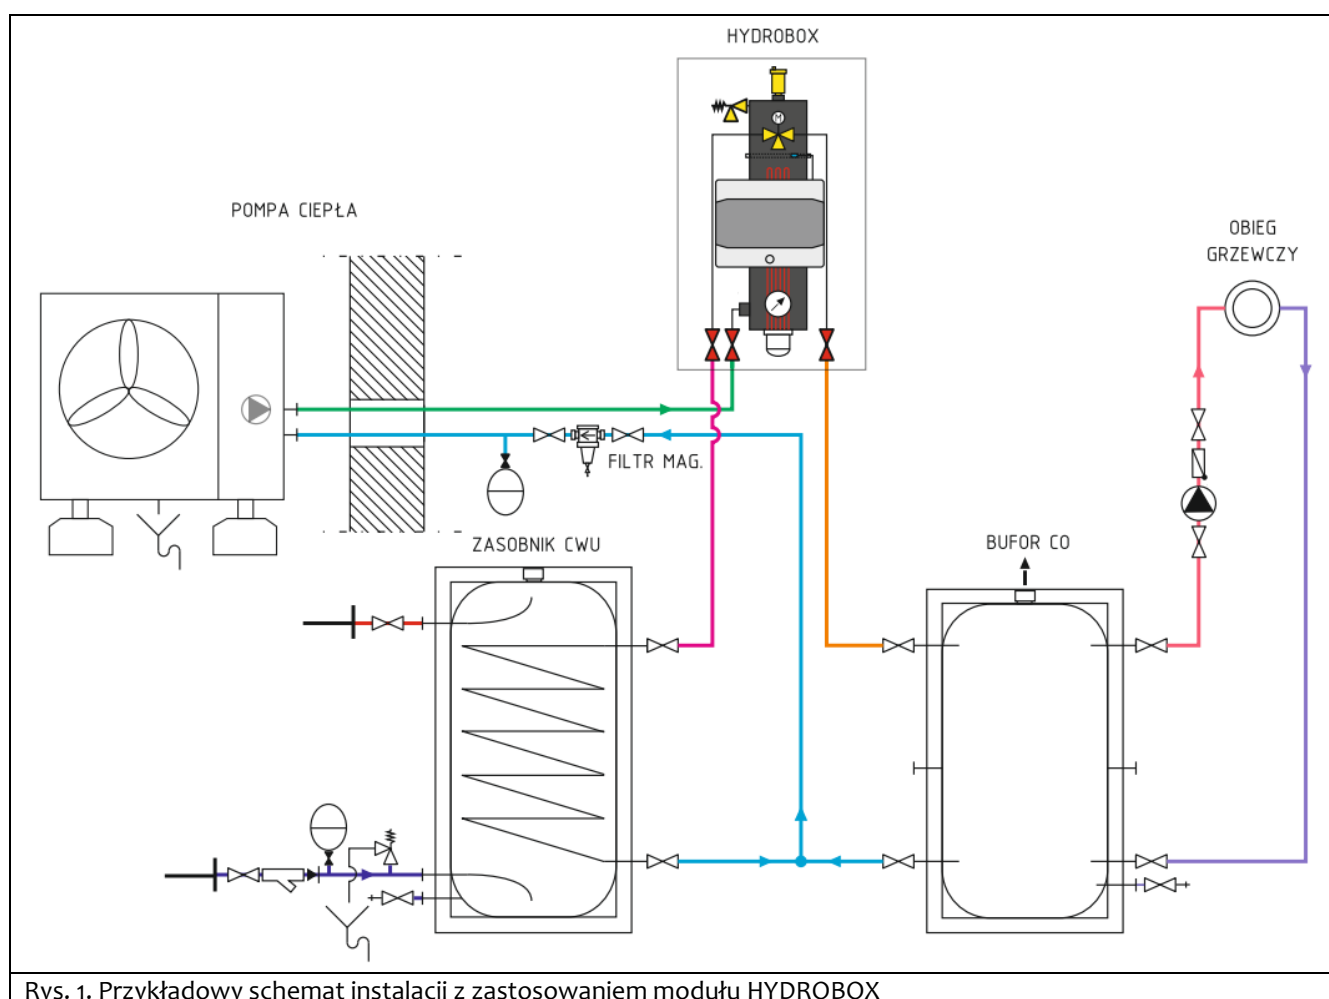 HYDROBOX
M
POMPA CIEPŁA
OBIEG
GRZEWCZY
FILTR MAG.
ZASOBNIK CWU
BUFOR CO
Rys. 1. Przykładowy schemat instalacji z zastosowaniem modułu HYDROBOX